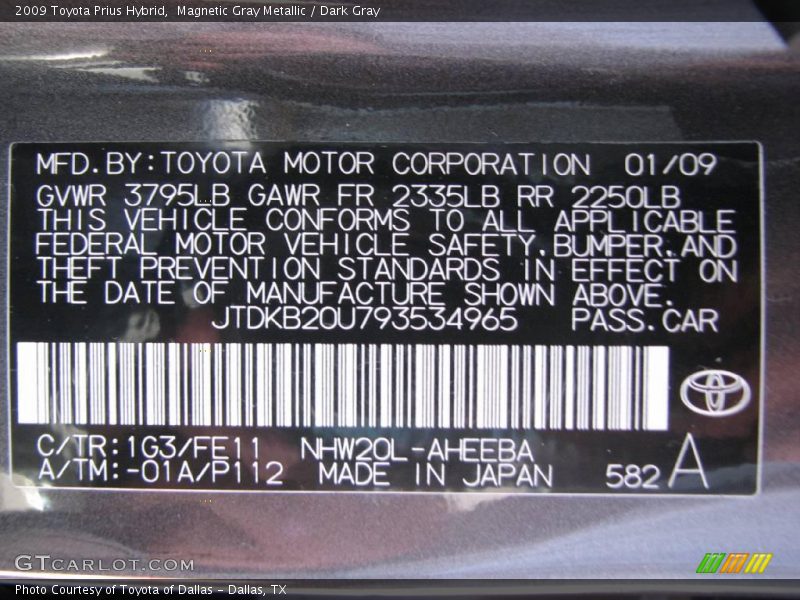 2009 Toyota Prius Hybrid,  Magnetic Gray Metallic / Dark Gray
MFD.BY:TOYOTA MOTOR CORPORATION 01/09
GVWR 3795LB GAWR FR 2335LB RR 2250LB
THIS VEHICLE CONFORMS TO ALL APPLICABLE
FEDERAL MOTOR VEHICLE SAFETY,BUMPER,AND
THEFT PREVENTION STANDARDS IN EFFECT ON
THE DATE OF MANUFACTURE SHOWN ABOVE.
JTDKB20U793534965 PASS.CAR
C/TR:1G3/FE11 NHW20L-AHEEBA
A/TM:-01A/P112 MADE IN JAPAN 582 A
GTCARLOT.COM
Photo Courtesy of Toyota of Dallas - Dallas, TX